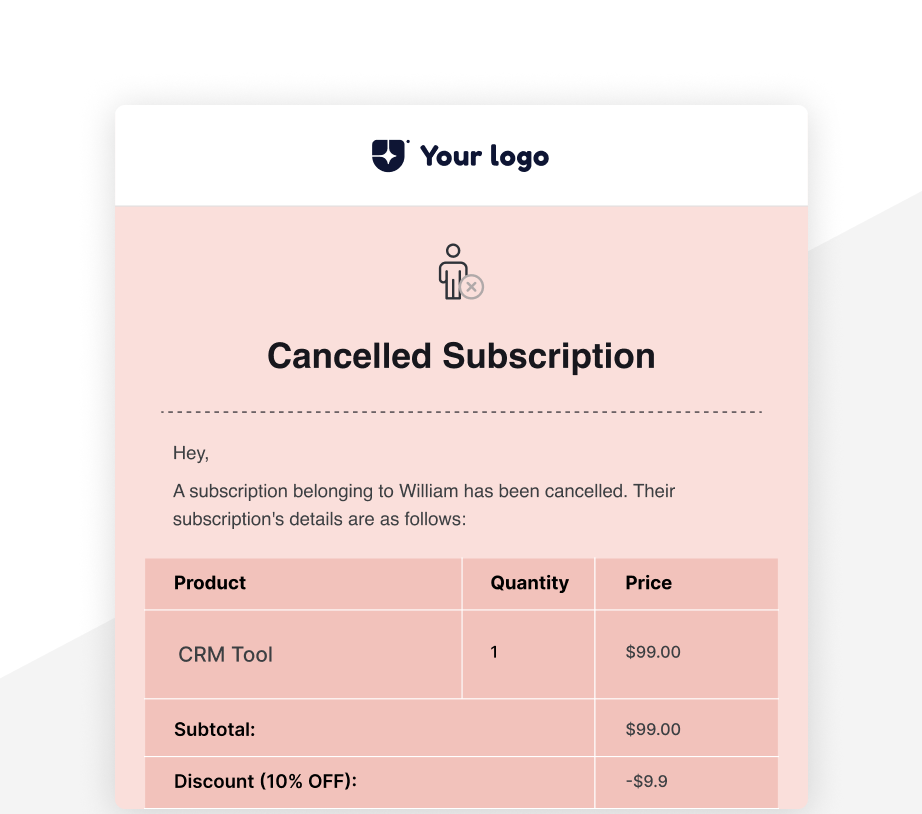 Your logo
Cancelled Subscription
Hey,
A subscription belonging to William has been cancelled. Their
subscription's details are as follows:
Product Quantity Price
CRM Tool 1 $99.00
Subtotal: $99.00
Discount (10% OFF): -$9.9